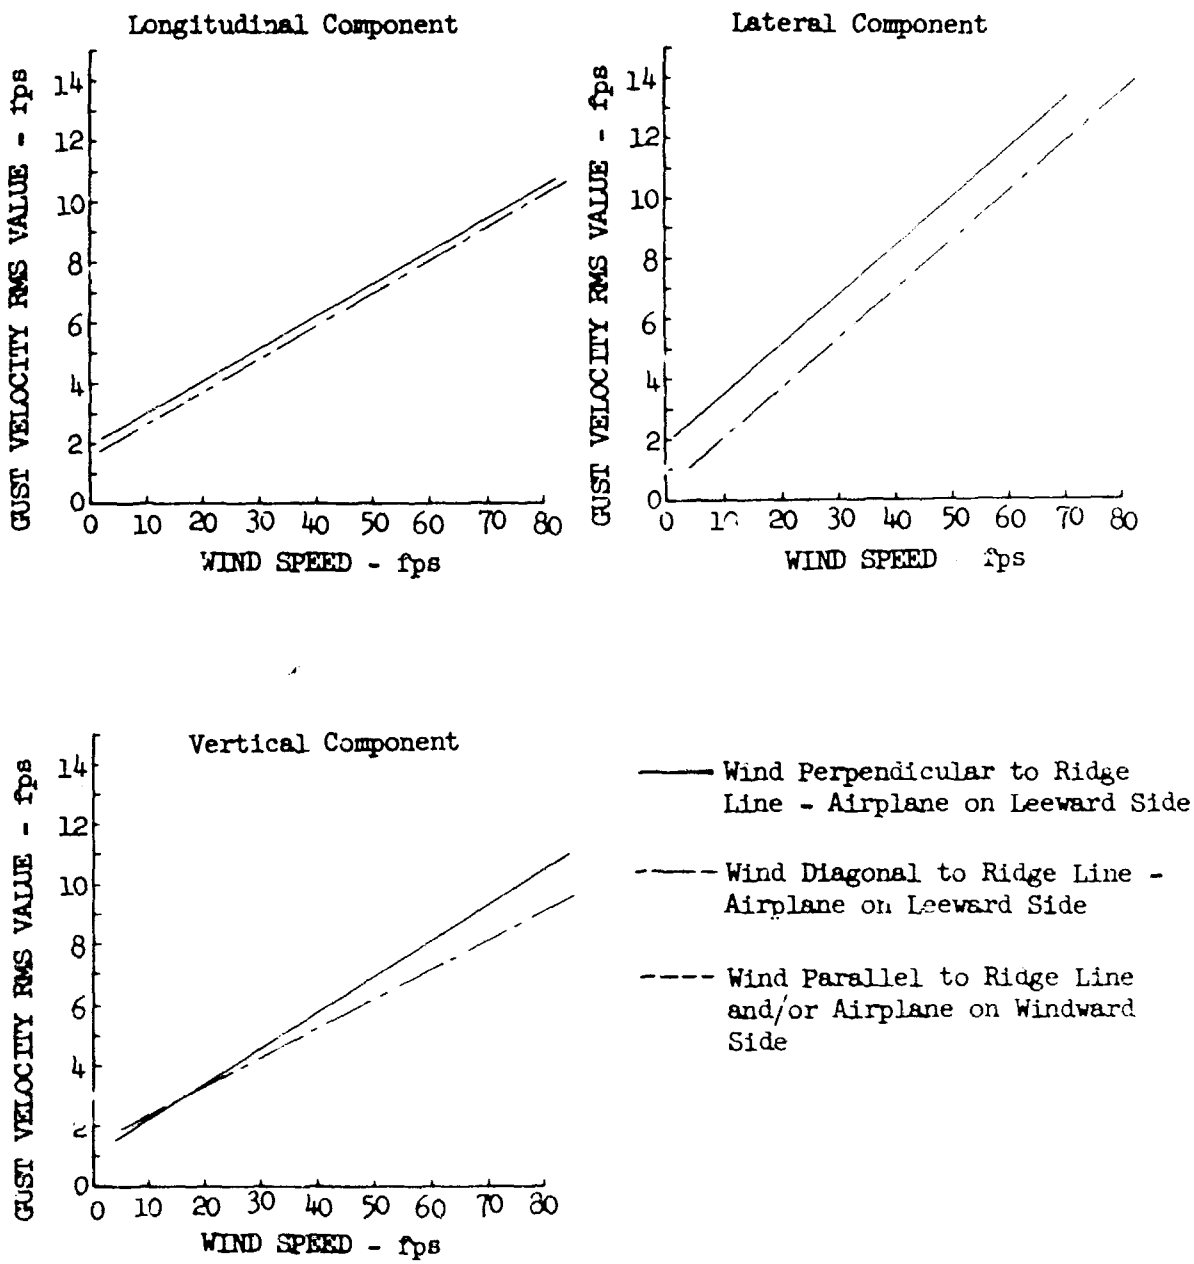 Longitudinal Component
GUST VELOCITY RMS VALUE - fps
14
12
10
8
6
4
2
0
0 10 20 30 40 50 60 70 80
WIND SPEED - fps
Lateral Component
GUST VELOCITY RMS VALUE - fps
14
12
10
8
6
4
2
0
0 10 20 30 40 50 60 70 80
WIND SPEED fps
Vertical Component
GUST VELOCITY RMS VALUE - fps
14
12
10
8
6
4
2
0
0 10 20 30 40 50 60 70 80
WIND SPEED - fps
Wind Perpendicular to Ridge
Line - Airplane on Leeward Side
Wind Diagonal to Ridge Line -
Airplane on Leeward Side
Wind Parallel to Ridge Line
and/or Airplane on Windward
Side